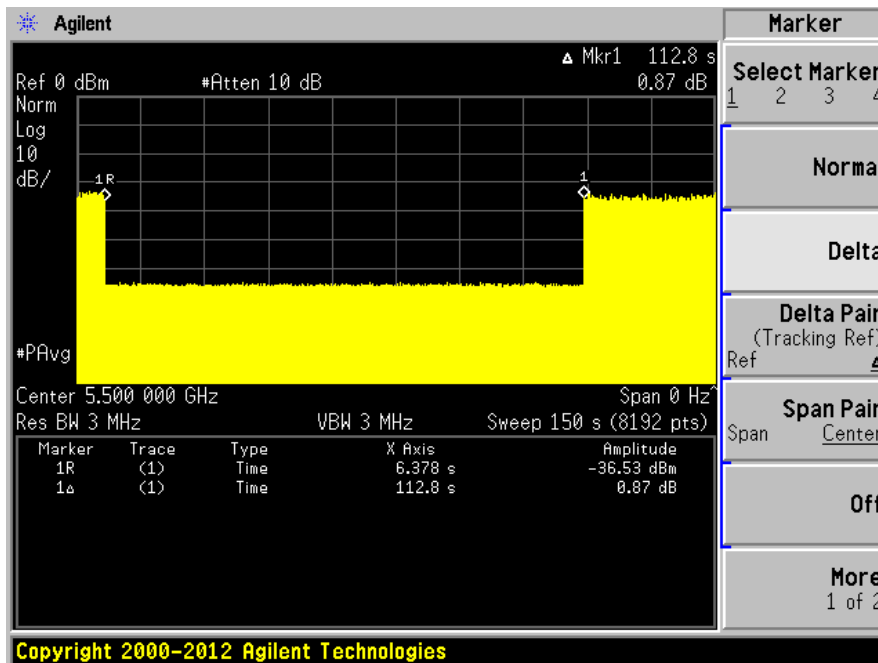 Agilent
Marker
Δ Mkr1 112.8 s
Ref 0 dBm #Atten 10 dB 0.87 dB
Norm
Log
10
dB/
1R
1
#PAvg
Center 5.500 000 GHz Span 0 Hz^
Res BW 3 MHz VBW 3 MHz Sweep 150 s (8192 pts)
Marker Trace Type X Axis Amplitude
1R (1) Time 6.378 s -36.53 dBm
1Δ (1) Time 112.8 s 0.87 dB
Select Marker
1 2 3 4
Norma
Delta
Delta Pair
(Tracking Ref)
Ref Δ
Span Pair
Span Center
Off
More
1 of 2
Copyright 2000-2012 Agilent Technologies